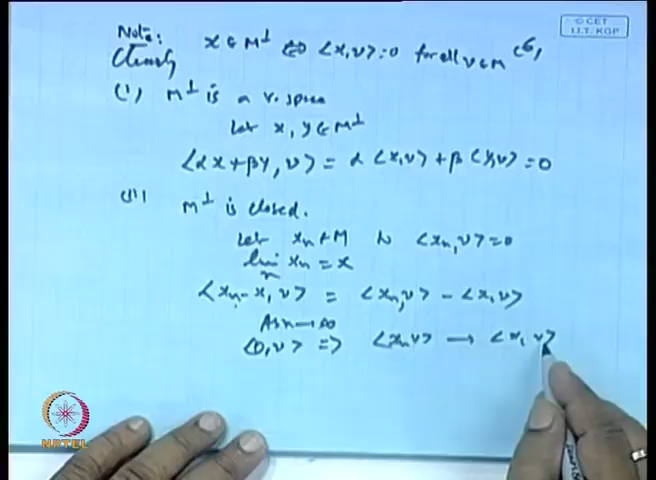 Note: x ∈ M⊥ ⇔ <x,v>=0 for all v ∈ M (6)
Clearly
© CET
I.I.T. KGP
(i) M⊥ is a v. space
Let x, y ∈ M⊥
<αx+βy, v> = α <x,v> + β <y,v> = 0
(ii) M⊥ is closed.
Let xn ∈ M <xn,v>=0
lim xn = x
n
<xn-x, v> = <xn,v> - <x,v>
As n→∞
<0,v> => <xn,v> → <x,v>
NPTEL